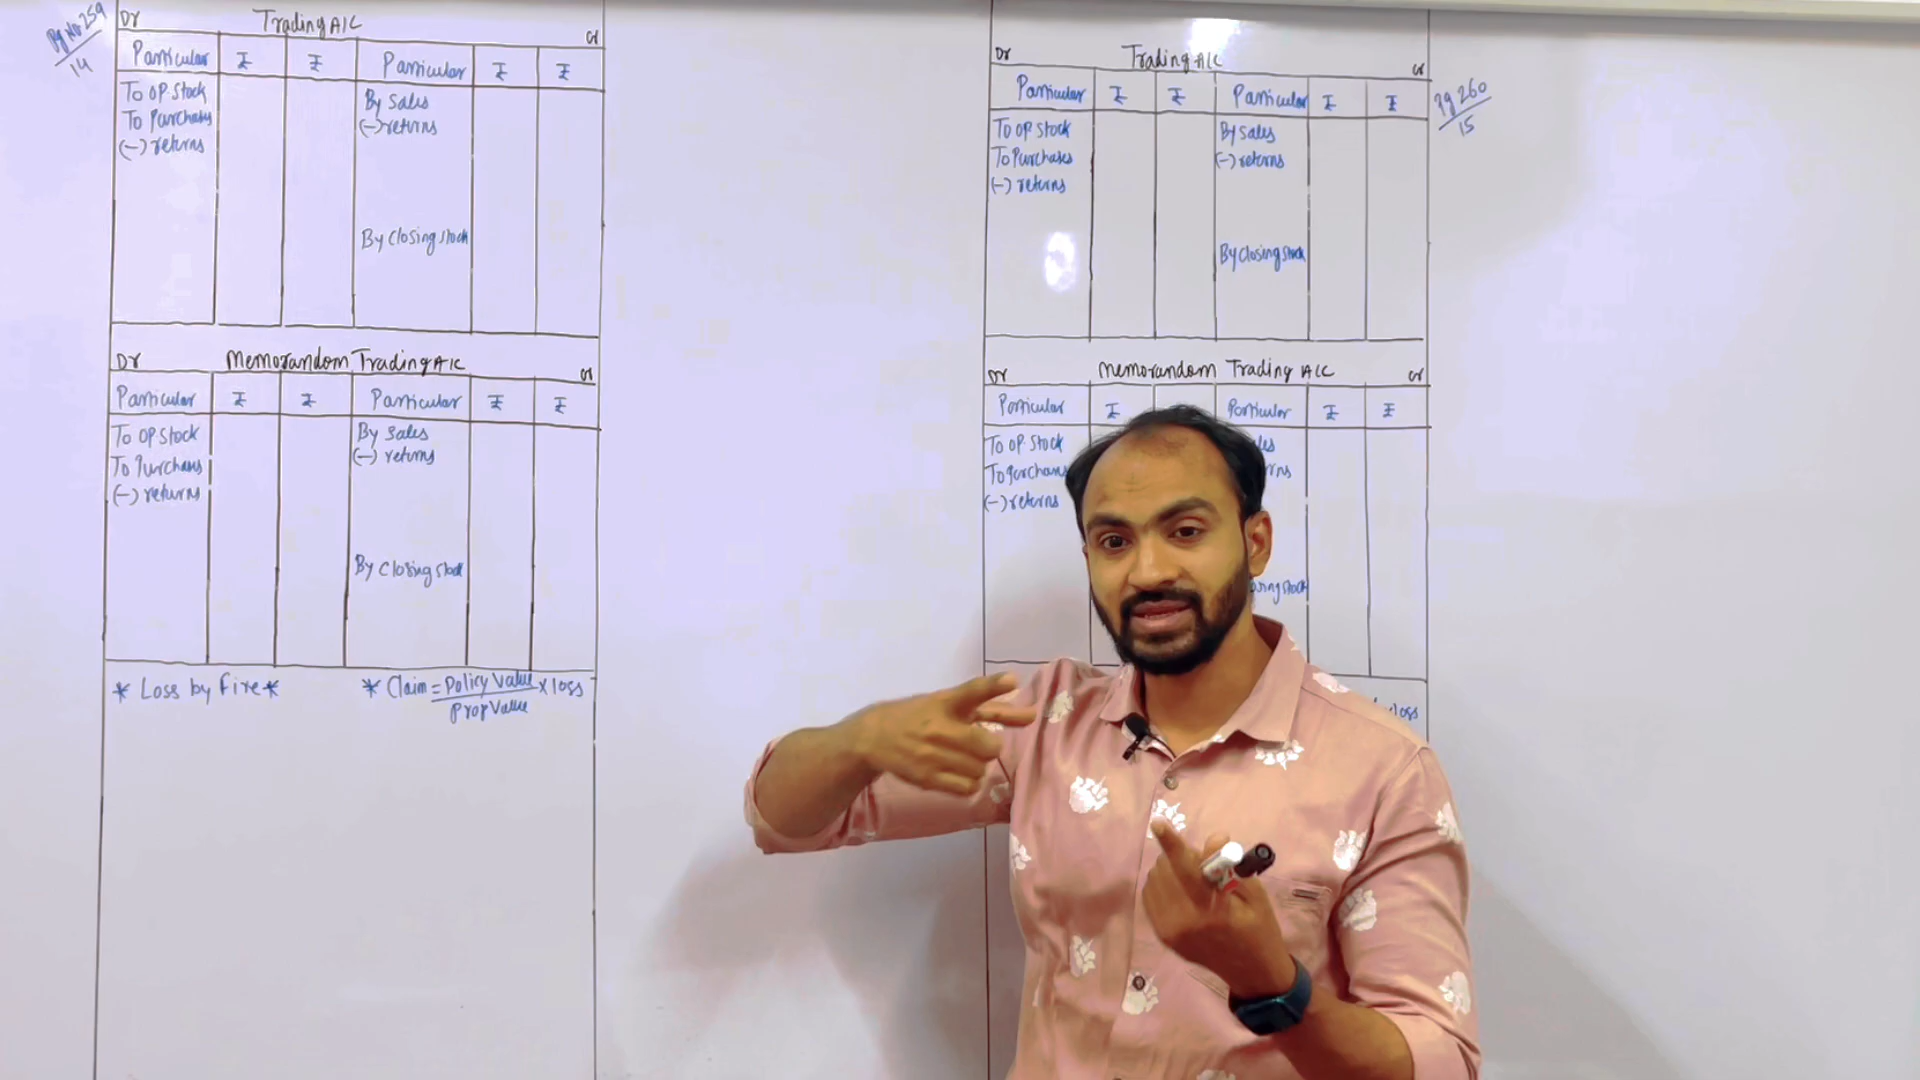 Pg No 259
14
Dr Trading A/C Cr
Particular ₹ ₹ Particular ₹ ₹
To OP. Stock By Sales
To Purchases (-) returns
(-) returns
By Closing Stock
Dr Memorandom Trading A/C Cr
Particular ₹ ₹ Particular ₹ ₹
To OP Stock By Sales
To Purchases (-) returns
(-) returns
By Closing Stock
* Loss by fire * * Claim = Policy Value × loss
Prop Value
Dr Trading A/C Cr
Particular ₹ ₹ Particular ₹ ₹
Pg 260
15
To OP Stock By Sales
To Purchases (-) returns
(-) returns
By Closing Stock
Dr Memorandom Trading A/C Cr
Particular ₹ Particular ₹ ₹
To OP. Stock
To Purchases
(-) returns
loss